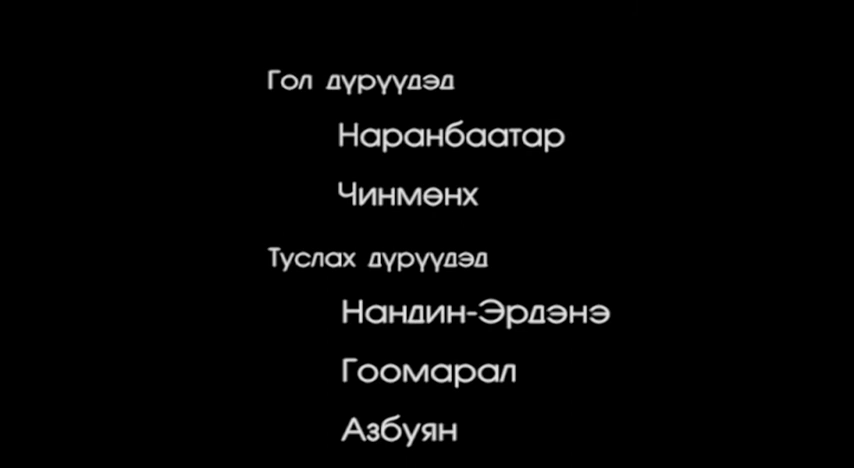 Гол дүрүүдэд
Наранбаатар
Чинмөнх
Туслах дүрүүдэд
Нандин-Эрдэнэ
Гоомарал
Азбуян